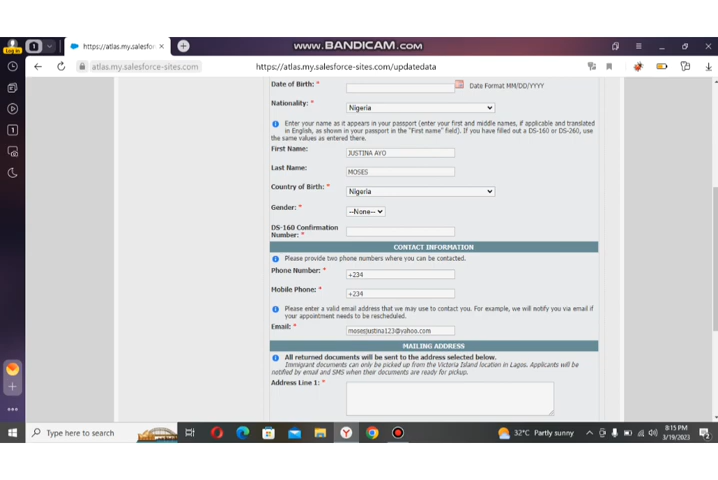 WWW.BANDICAM.COM
Log in
1
https://atlas.my.salesfor
atlas.my.salesforce-sites.com
https://atlas.my.salesforce-sites.com/updatedata
Date of Birth: *
Date Format MM/DD/YYYY
Nationality: *
Nigeria
Enter your name as it appears in your passport (enter your first and middle names, if applicable and translated
in English, as shown in your passport in the "First name" field). If you have filled out a DS-160 or DS-260, use
the same values as entered there.
First Name:
JUSTINA AYO
Last Name:
MOSES
Country of Birth: *
Nigeria
Gender: *
--None--
DS-160 Confirmation
Number: *
CONTACT INFORMATION
Please provide two phone numbers where you can be contacted.
Phone Number: *
+234
Mobile Phone: *
+234
Please enter a valid email address that we may use to contact you. For example, we will notify you via email if
your appointment needs to be rescheduled.
Email: *
mosesjustina123@yahoo.com
MAILING ADDRESS
All returned documents will be sent to the address selected below.
Immigrant documents can only be picked up from the Victoria Island location in Lagos. Applicants will be
notified by email and SMS when their documents are ready for pickup.
Address Line 1: *
Type here to search
32°C Partly sunny
8:15 PM
3/19/2023
2